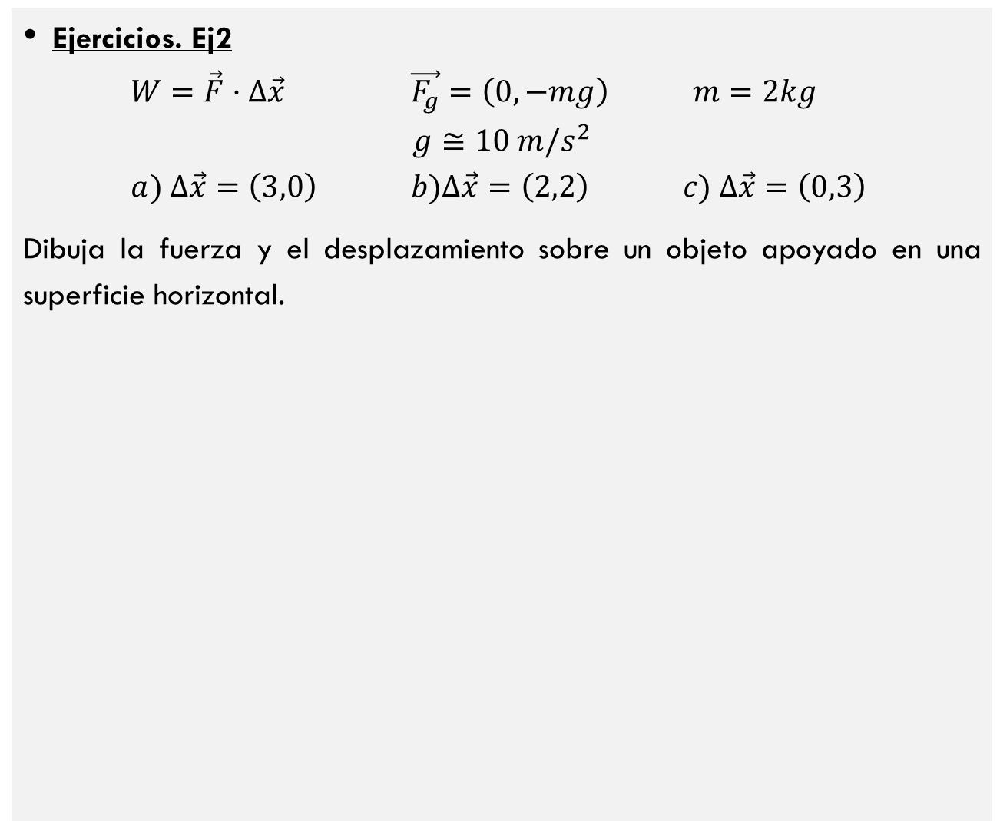 • Ejercicios. Ej2
𝑊 = 𝐹⃗ · Δ𝑥⃗ 𝐹𝑔⃗ = (0, −𝑚𝑔) 𝑚 = 2𝑘𝑔
𝑔 ≅ 10 𝑚/𝑠²
𝑎) Δ𝑥⃗ = (3,0) 𝑏)Δ𝑥⃗ = (2,2) 𝑐) Δ𝑥⃗ = (0,3)
Dibuja la fuerza y el desplazamiento sobre un objeto apoyado en una
superficie horizontal.